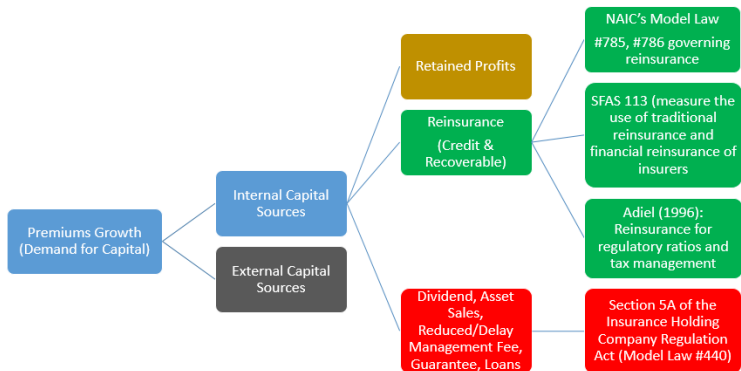 Premiums Growth
(Demand for Capital)
Internal Capital
Sources
External Capital
Sources
Retained Profits
Reinsurance
(Credit &
Recoverable)
Dividend, Asset
Sales,
Reduced/Delay
Management Fee,
Guarantee, Loans
NAIC’s Model Law
#785, #786 governing
reinsurance
SFAS 113 (measure the
use of traditional
reinsurance and
financial reinsurance of
insurers
Adiel (1996):
Reinsurance for
regulatory ratios and
tax management
Section 5A of the
Insurance Holding
Company Regulation
Act (Model Law #440)